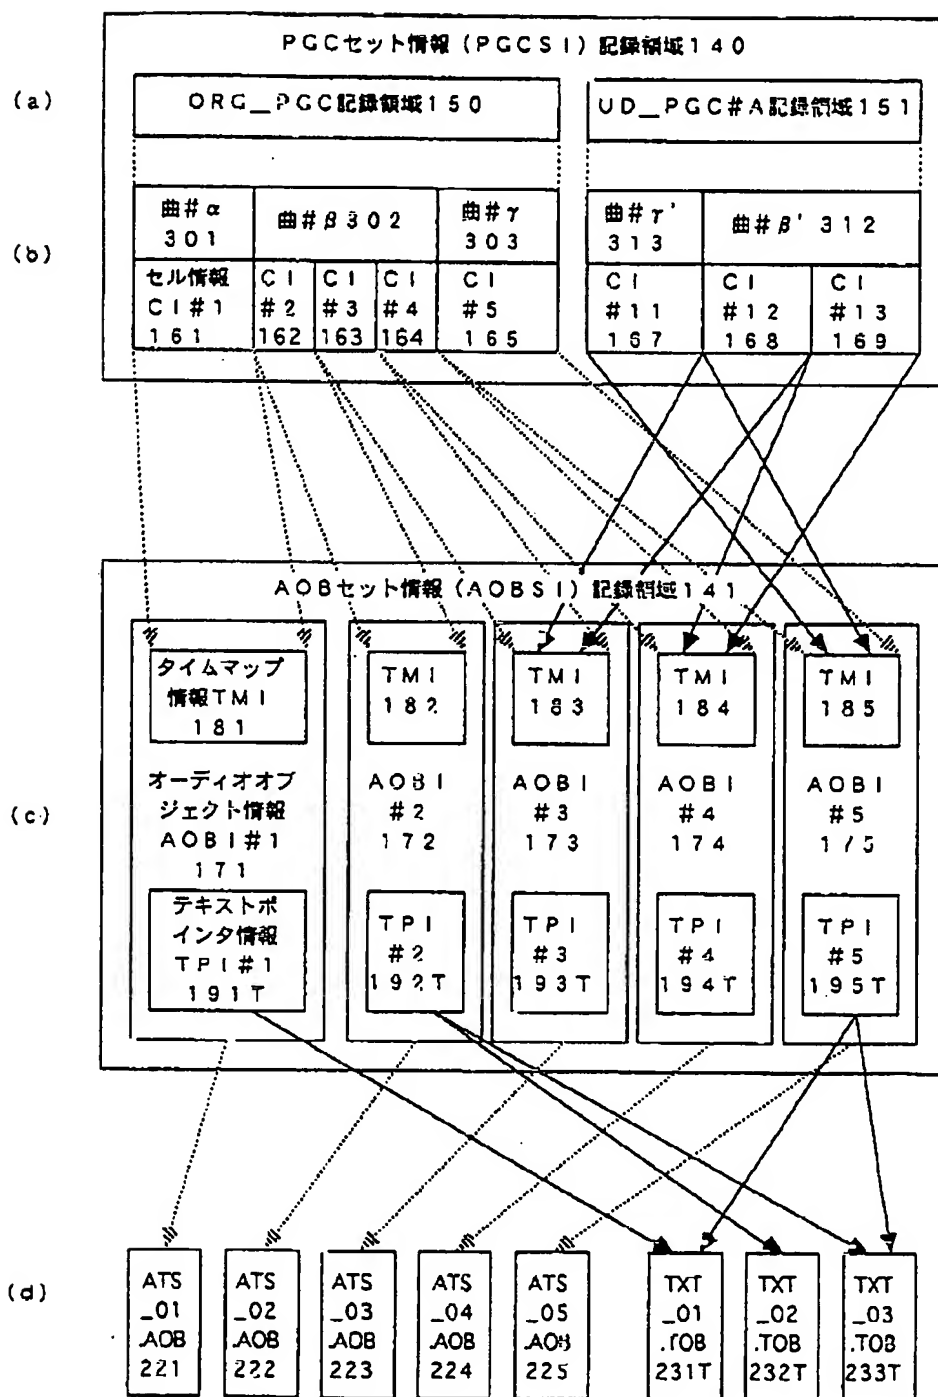 PGCセット情報（PGCSI）記録領域140
(a)
ORG_PGC記録領域150
UD_PGC#A記録領域151
(b)
曲#α
301
曲#β302
曲#γ
303
曲#γ'
313
曲#β' 312
セル情報
CI#1
161
CI
#2
162
CI
#3
163
CI
#4
164
CI
#5
165
CI
#11
167
CI
#12
168
CI
#13
169
AOBセット情報（AOBSI）記録領域141
(c)
タイムマップ
情報TMI
181
TMI
182
TMI
183
TMI
184
TMI
185
オーディオオブ
ジェクト情報
AOBI#1
171
AOBI
#2
172
AOBI
#3
173
AOBI
#4
174
AOBI
#5
175
テキストポ
インタ情報
TPI#1
191T
TPI
#2
192T
TPI
#3
193T
TPI
#4
194T
TPI
#5
195T
(d)
ATS
_01
.AOB
221
ATS
_02
.AOB
222
ATS
_03
.AOB
223
ATS
_04
.AOB
224
ATS
_05
.AOB
225
TXT
_01
.TOB
231T
TXT
_02
.TOB
232T
TXT
_03
.TOB
233T